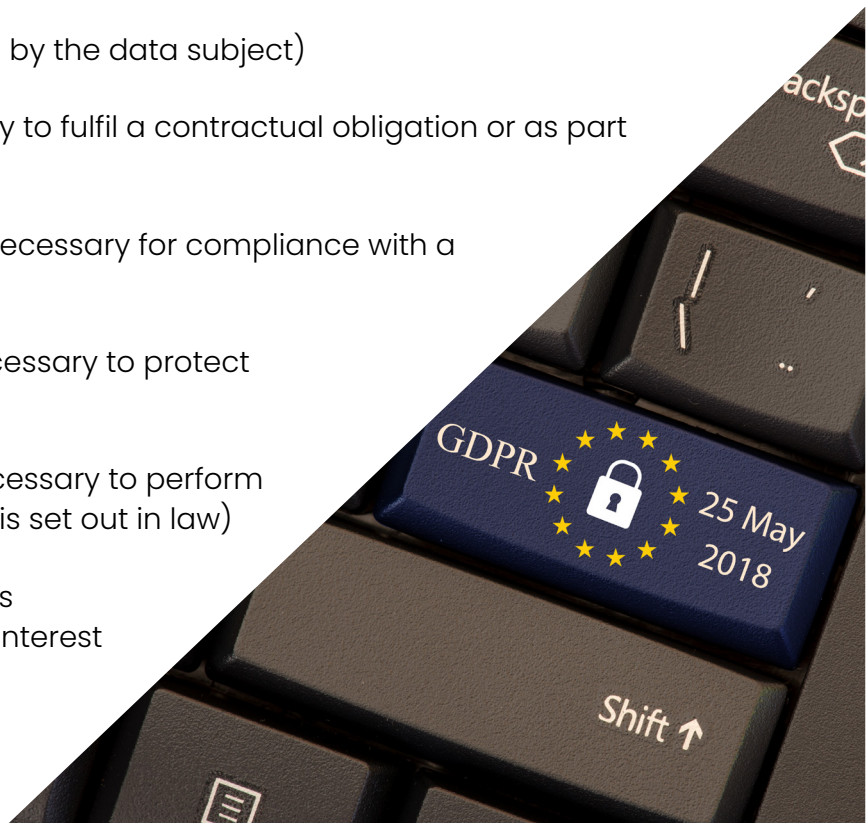 by the data subject)
y to fulfil a contractual obligation or as part
ecessary for compliance with a
cessary to protect
cessary to perform
is set out in law)
s
nterest
acksp
GDPR
25 May
2018
Shift